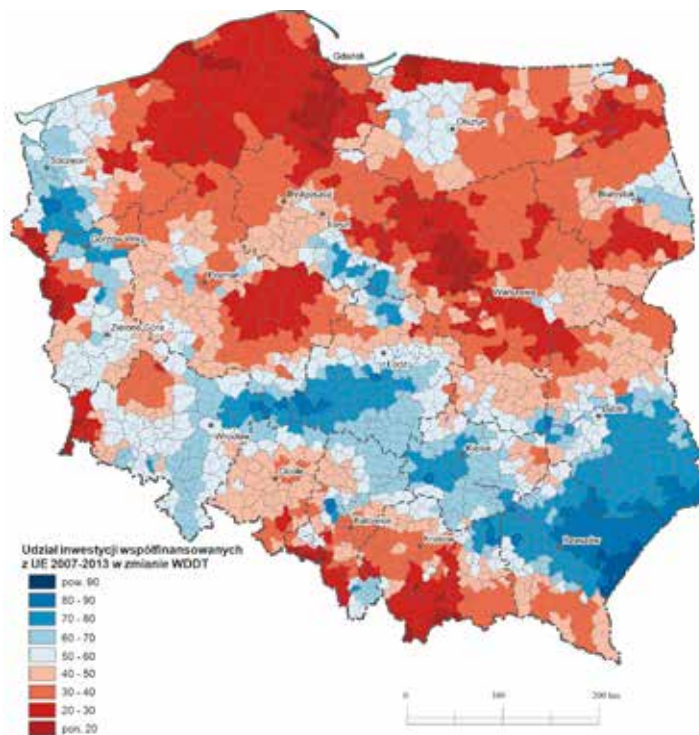 Gdańsk
Olsztyn
Szczecin
Bydgoszcz
Białystok
Toruń
Gorzów Wlkp.
Poznań
Warszawa
Zielona Góra
Łódź
Lublin
Wrocław
Kielce
Opole
Katowice
Kraków
Rzeszów
Udział inwestycji współfinansowanych
z UE 2007-2013 w zmianie WDDT
pow. 90
80 - 90
70 - 80
60 - 70
50 - 60
40 - 50
30 - 40
20 - 30
pon. 20
0 100 200 km